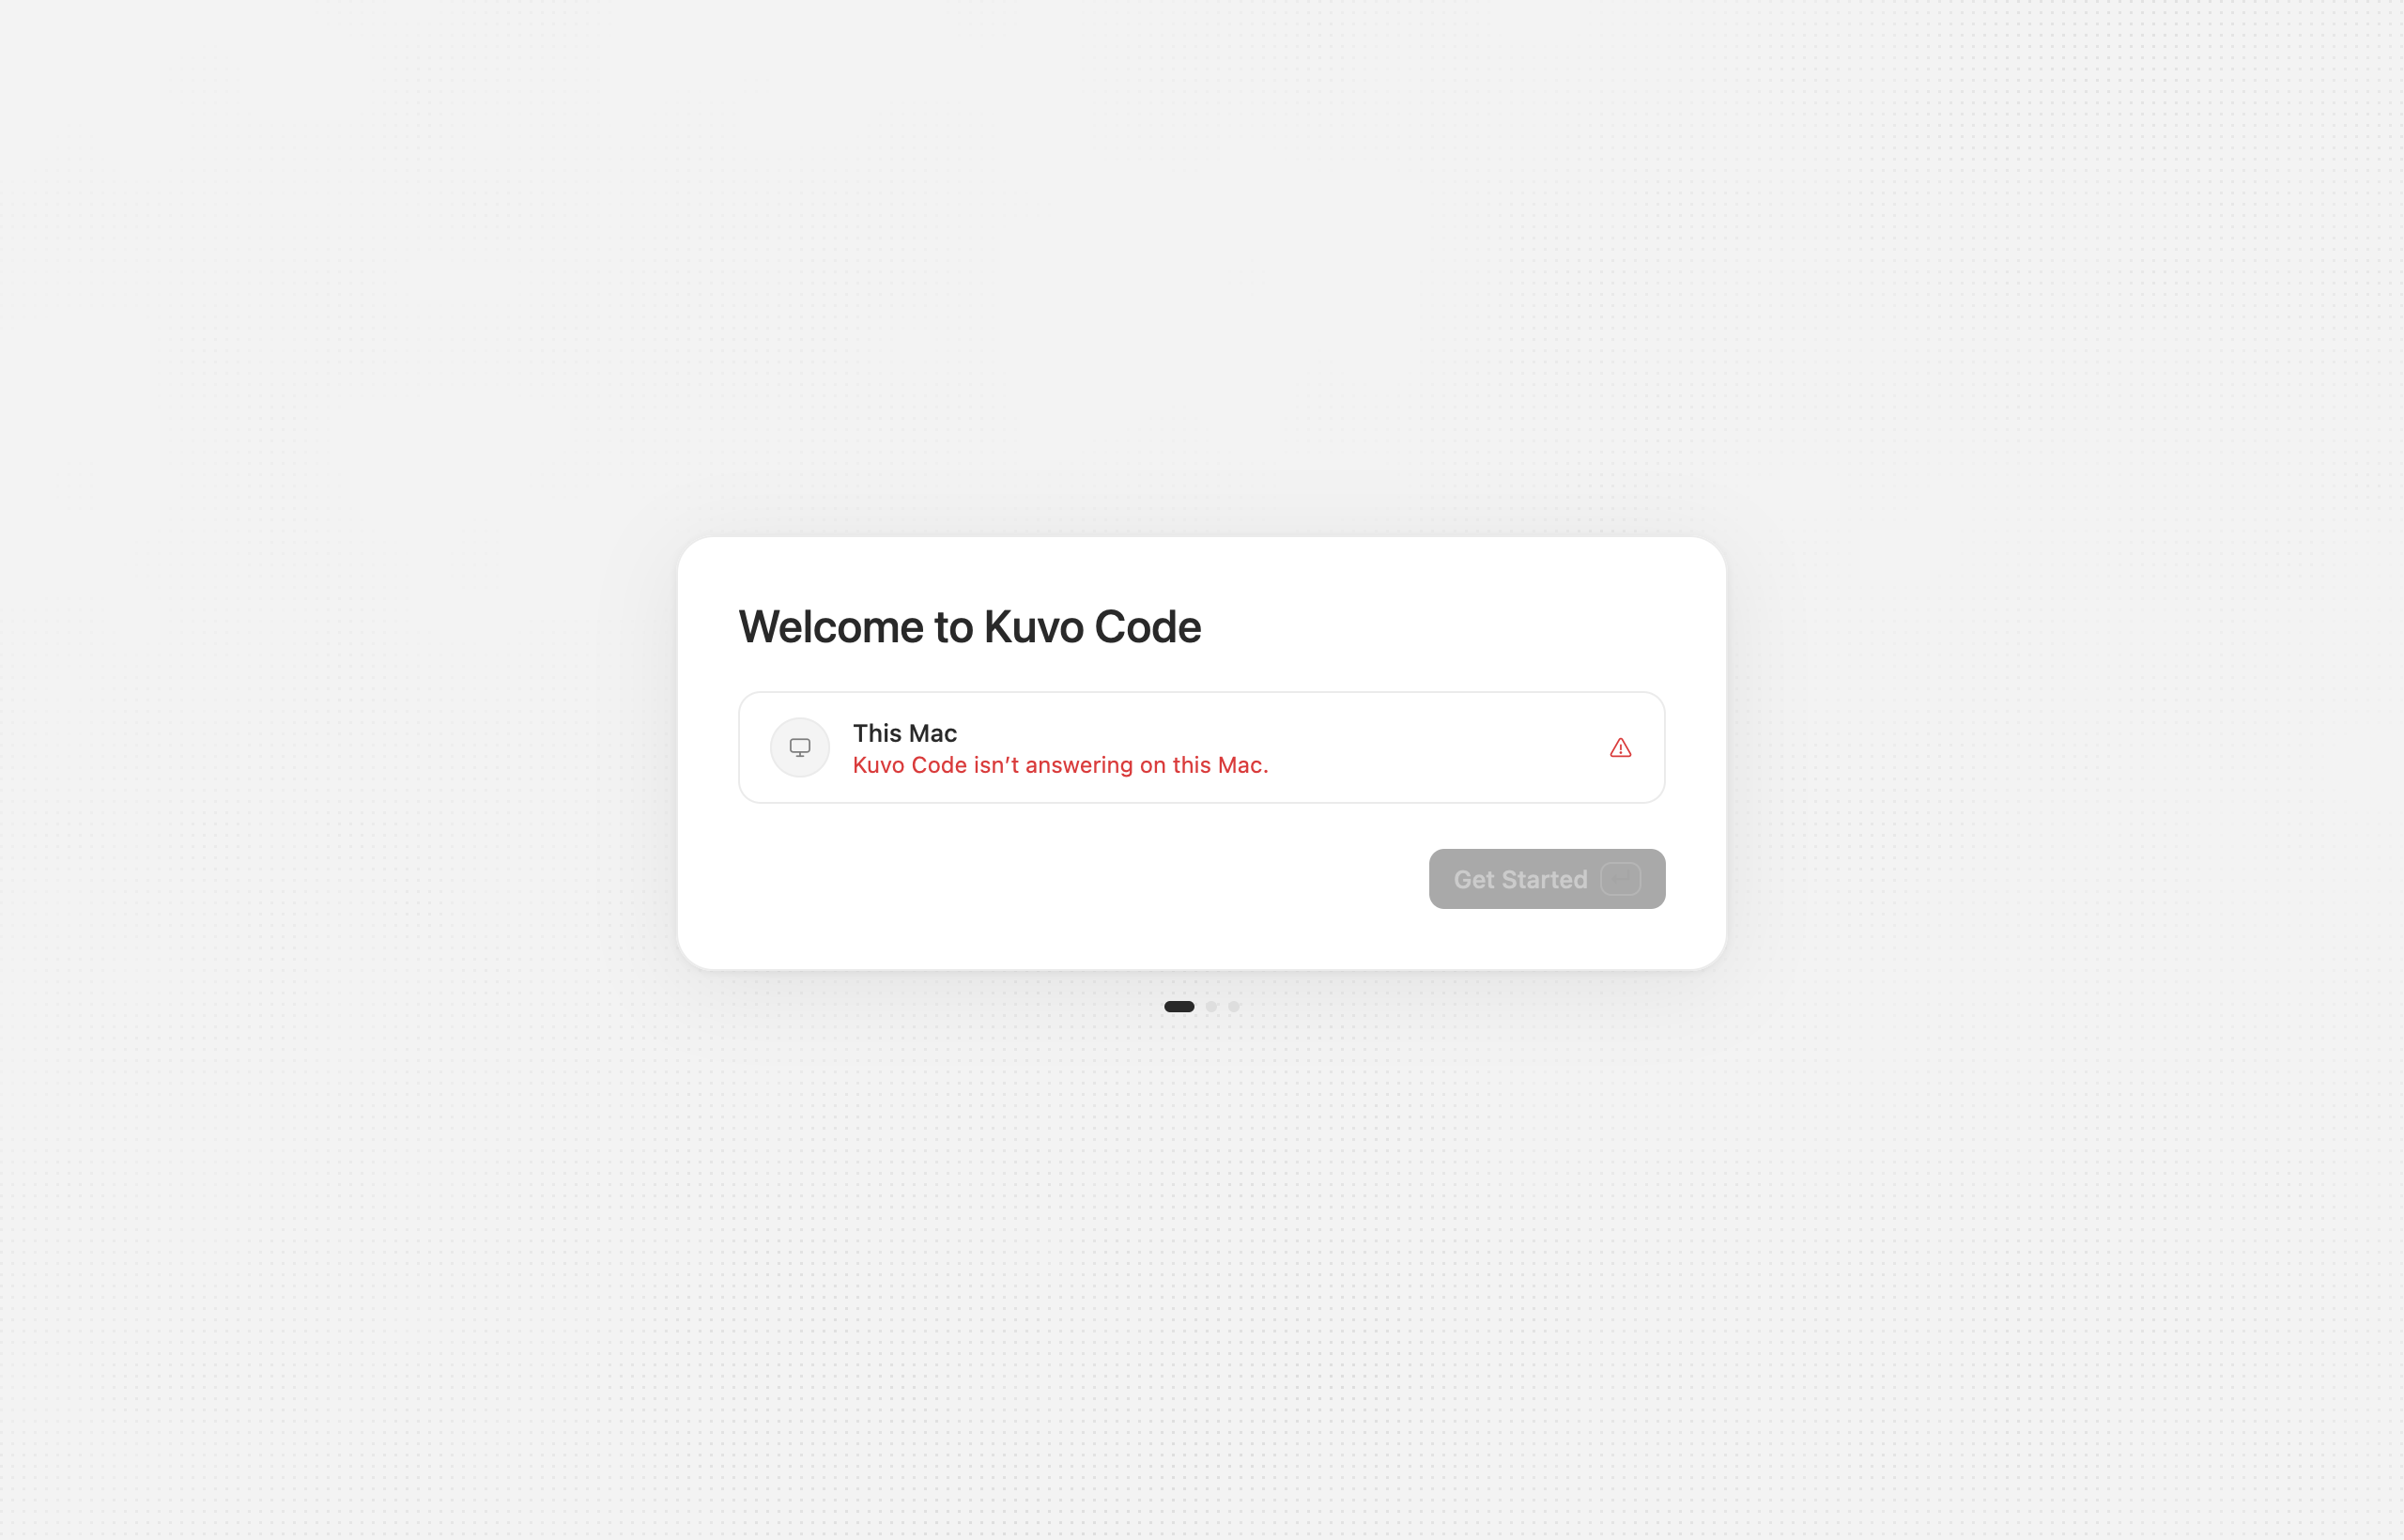 Welcome to Kuvo Code
This Mac
Kuvo Code isn’t answering on this Mac.
Get Started